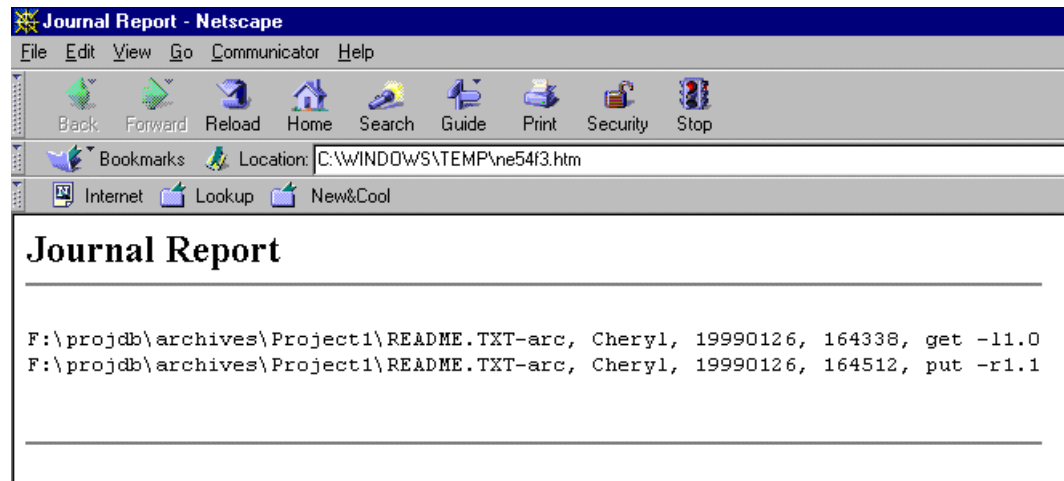 Journal Report - Netscape
File Edit View Go Communicator Help
Back Forward Reload Home Search Guide Print Security Stop
Bookmarks Location: C:\WINDOWS\TEMP\ne54f3.htm
Internet Lookup New&Cool
Journal Report
F:\projdb\archives\Project1\README.TXT-arc, Cheryl, 19990126, 164338, get -l1.0
F:\projdb\archives\Project1\README.TXT-arc, Cheryl, 19990126, 164512, put -r1.1